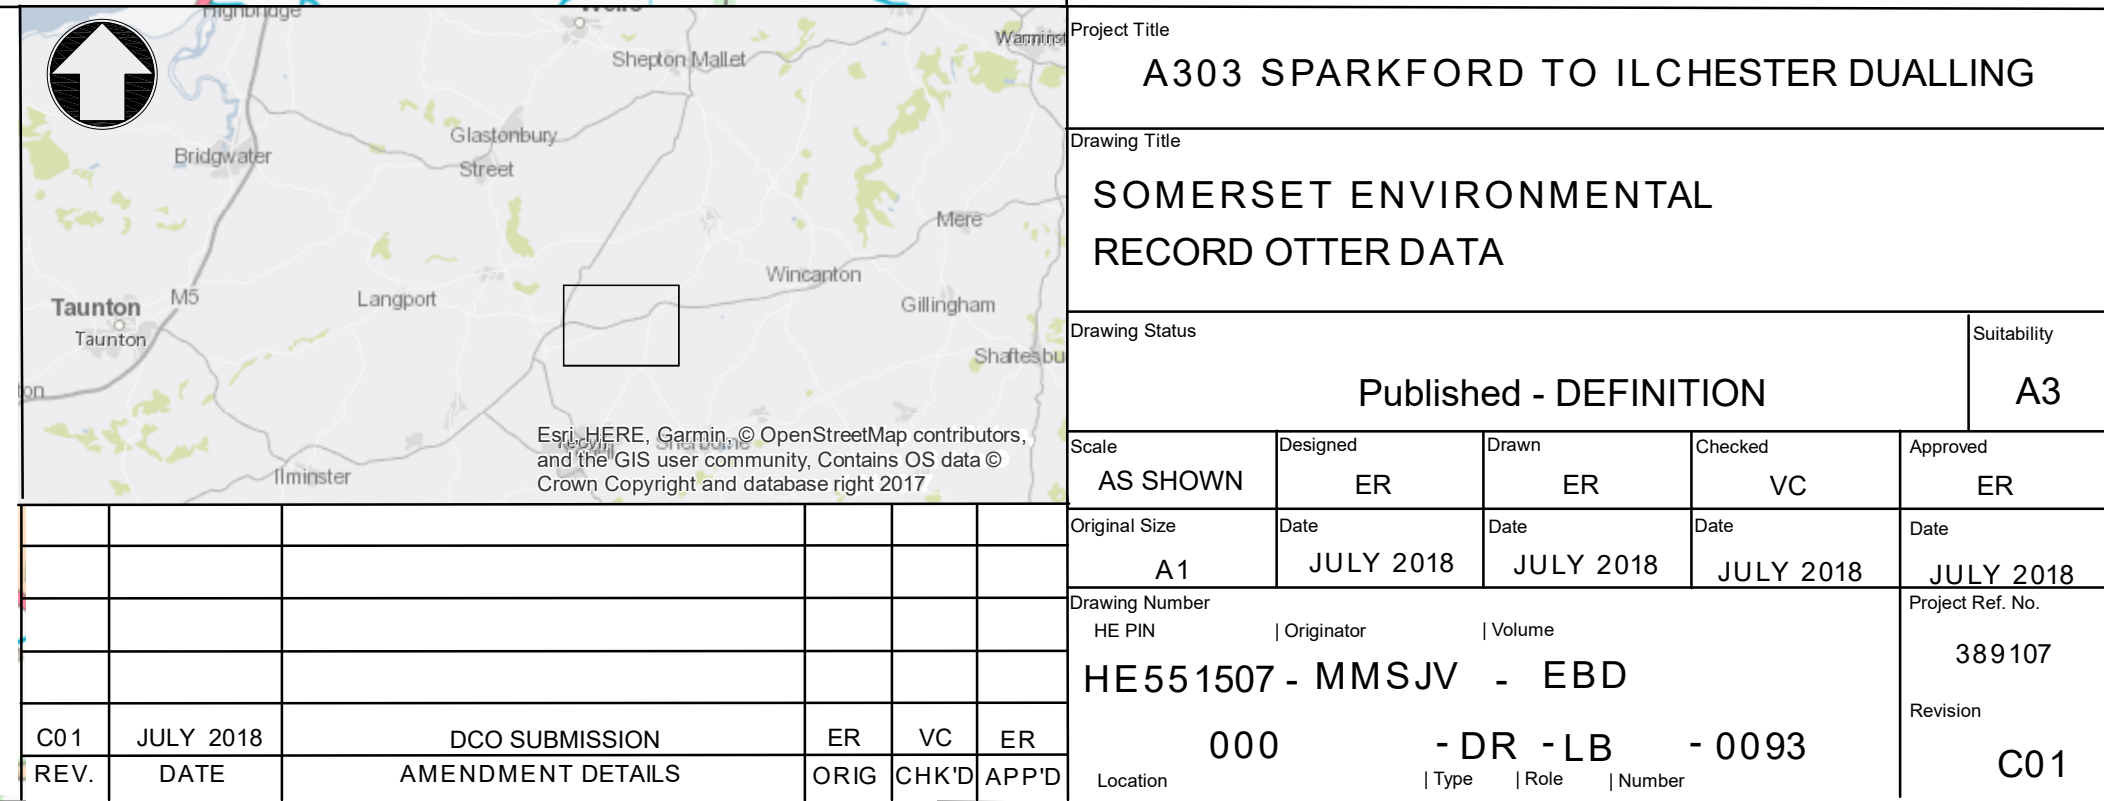 Highbridge
Wells
Warminst
Shepton Mallet
Glastonbury
Street
Bridgwater
Mere
Wincanton
M5
Langport
Gillingham
Taunton
Taunton
Shaftesbu
ton
Ilminster
Esri, HERE, Garmin, © OpenStreetMap contributors,
and the GIS user community, Contains OS data ©
Crown Copyright and database right 2017
C01 JULY 2018 DCO SUBMISSION ER VC ER
REV. DATE AMENDMENT DETAILS ORIG CHK'D APP'D
Project Title
A303 SPARKFORD TO ILCHESTER DUALLING
Drawing Title
SOMERSET ENVIRONMENTAL
RECORD OTTER DATA
Drawing Status Suitability
Published - DEFINITION A3
Scale Designed Drawn Checked Approved
AS SHOWN ER ER VC ER
Original Size Date Date Date Date
A1 JULY 2018 JULY 2018 JULY 2018 JULY 2018
Drawing Number Project Ref. No.
HE PIN | Originator | Volume
389107
HE551507 - MMSJV - EBD
Revision
000 - DR - LB - 0093
C01
Location | Type | Role | Number